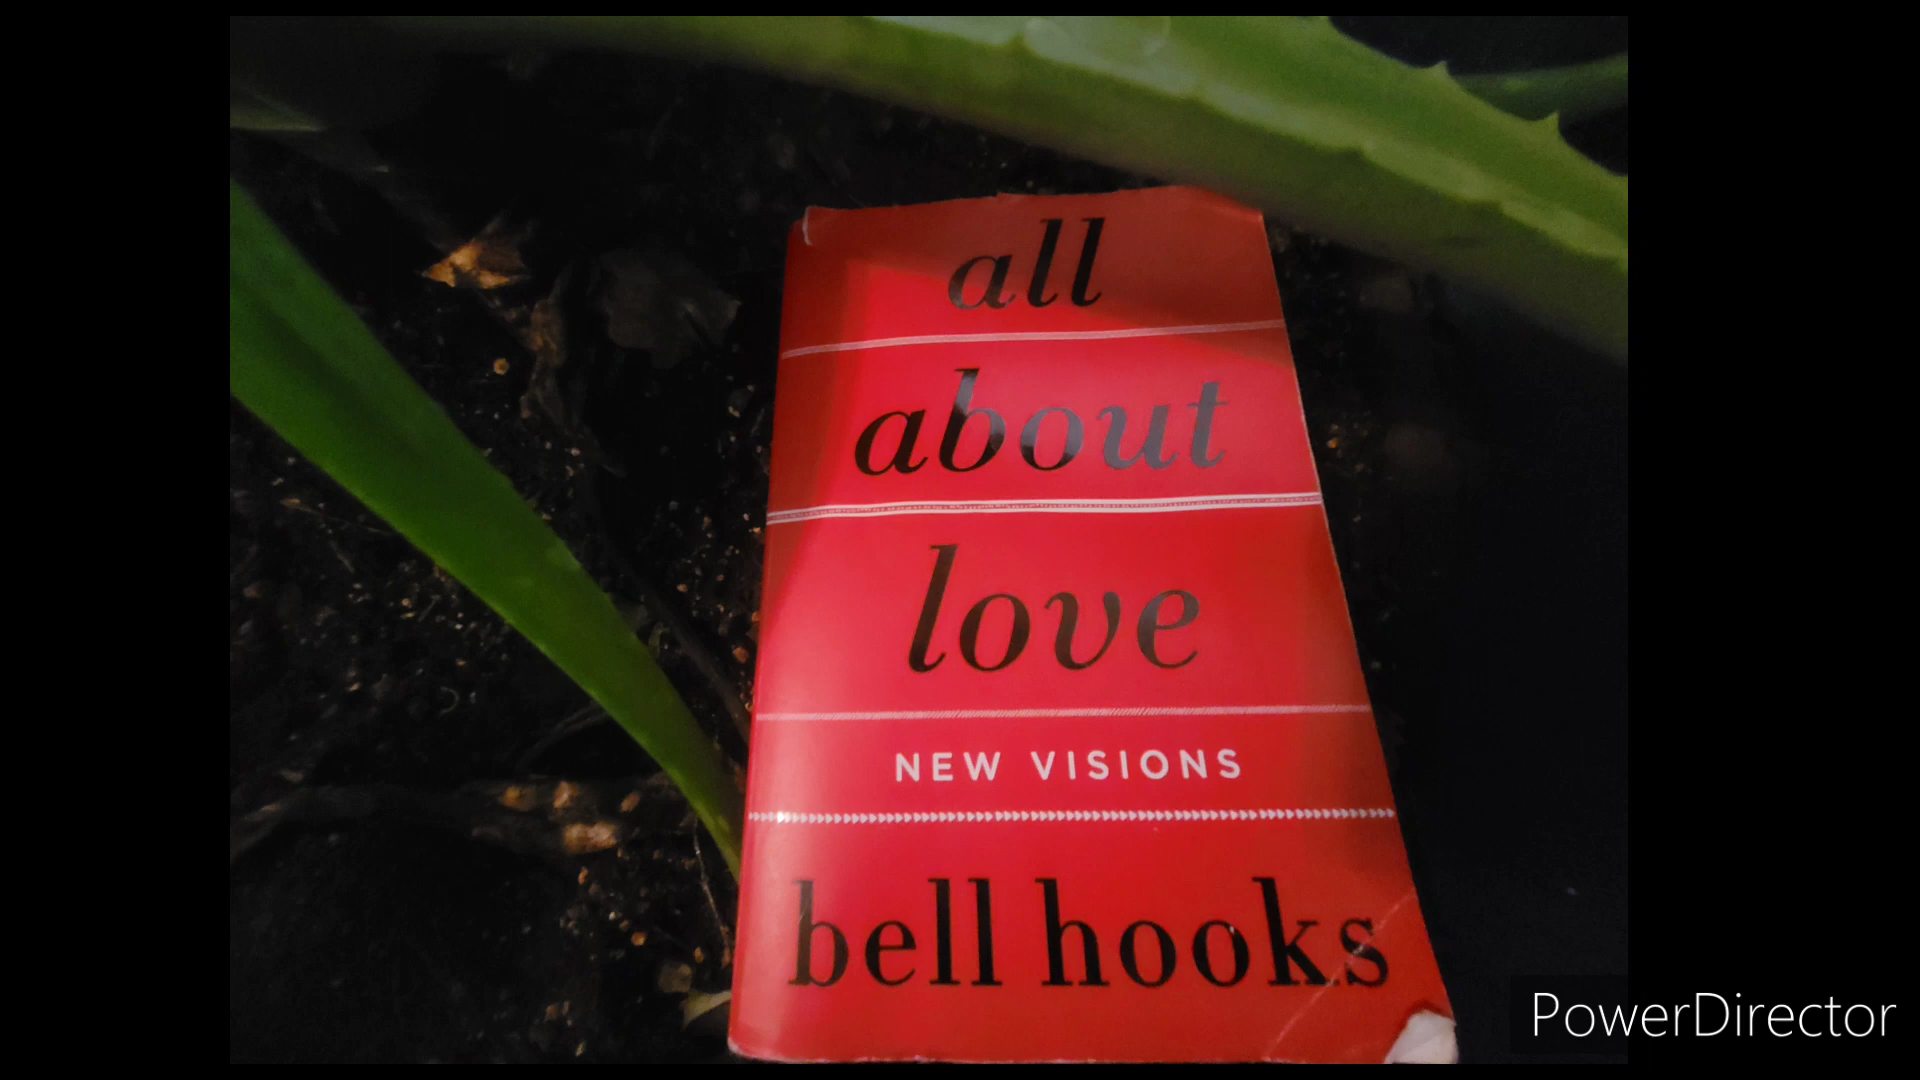 all
about
love
NEW VISIONS
bell hooks
PowerDirector